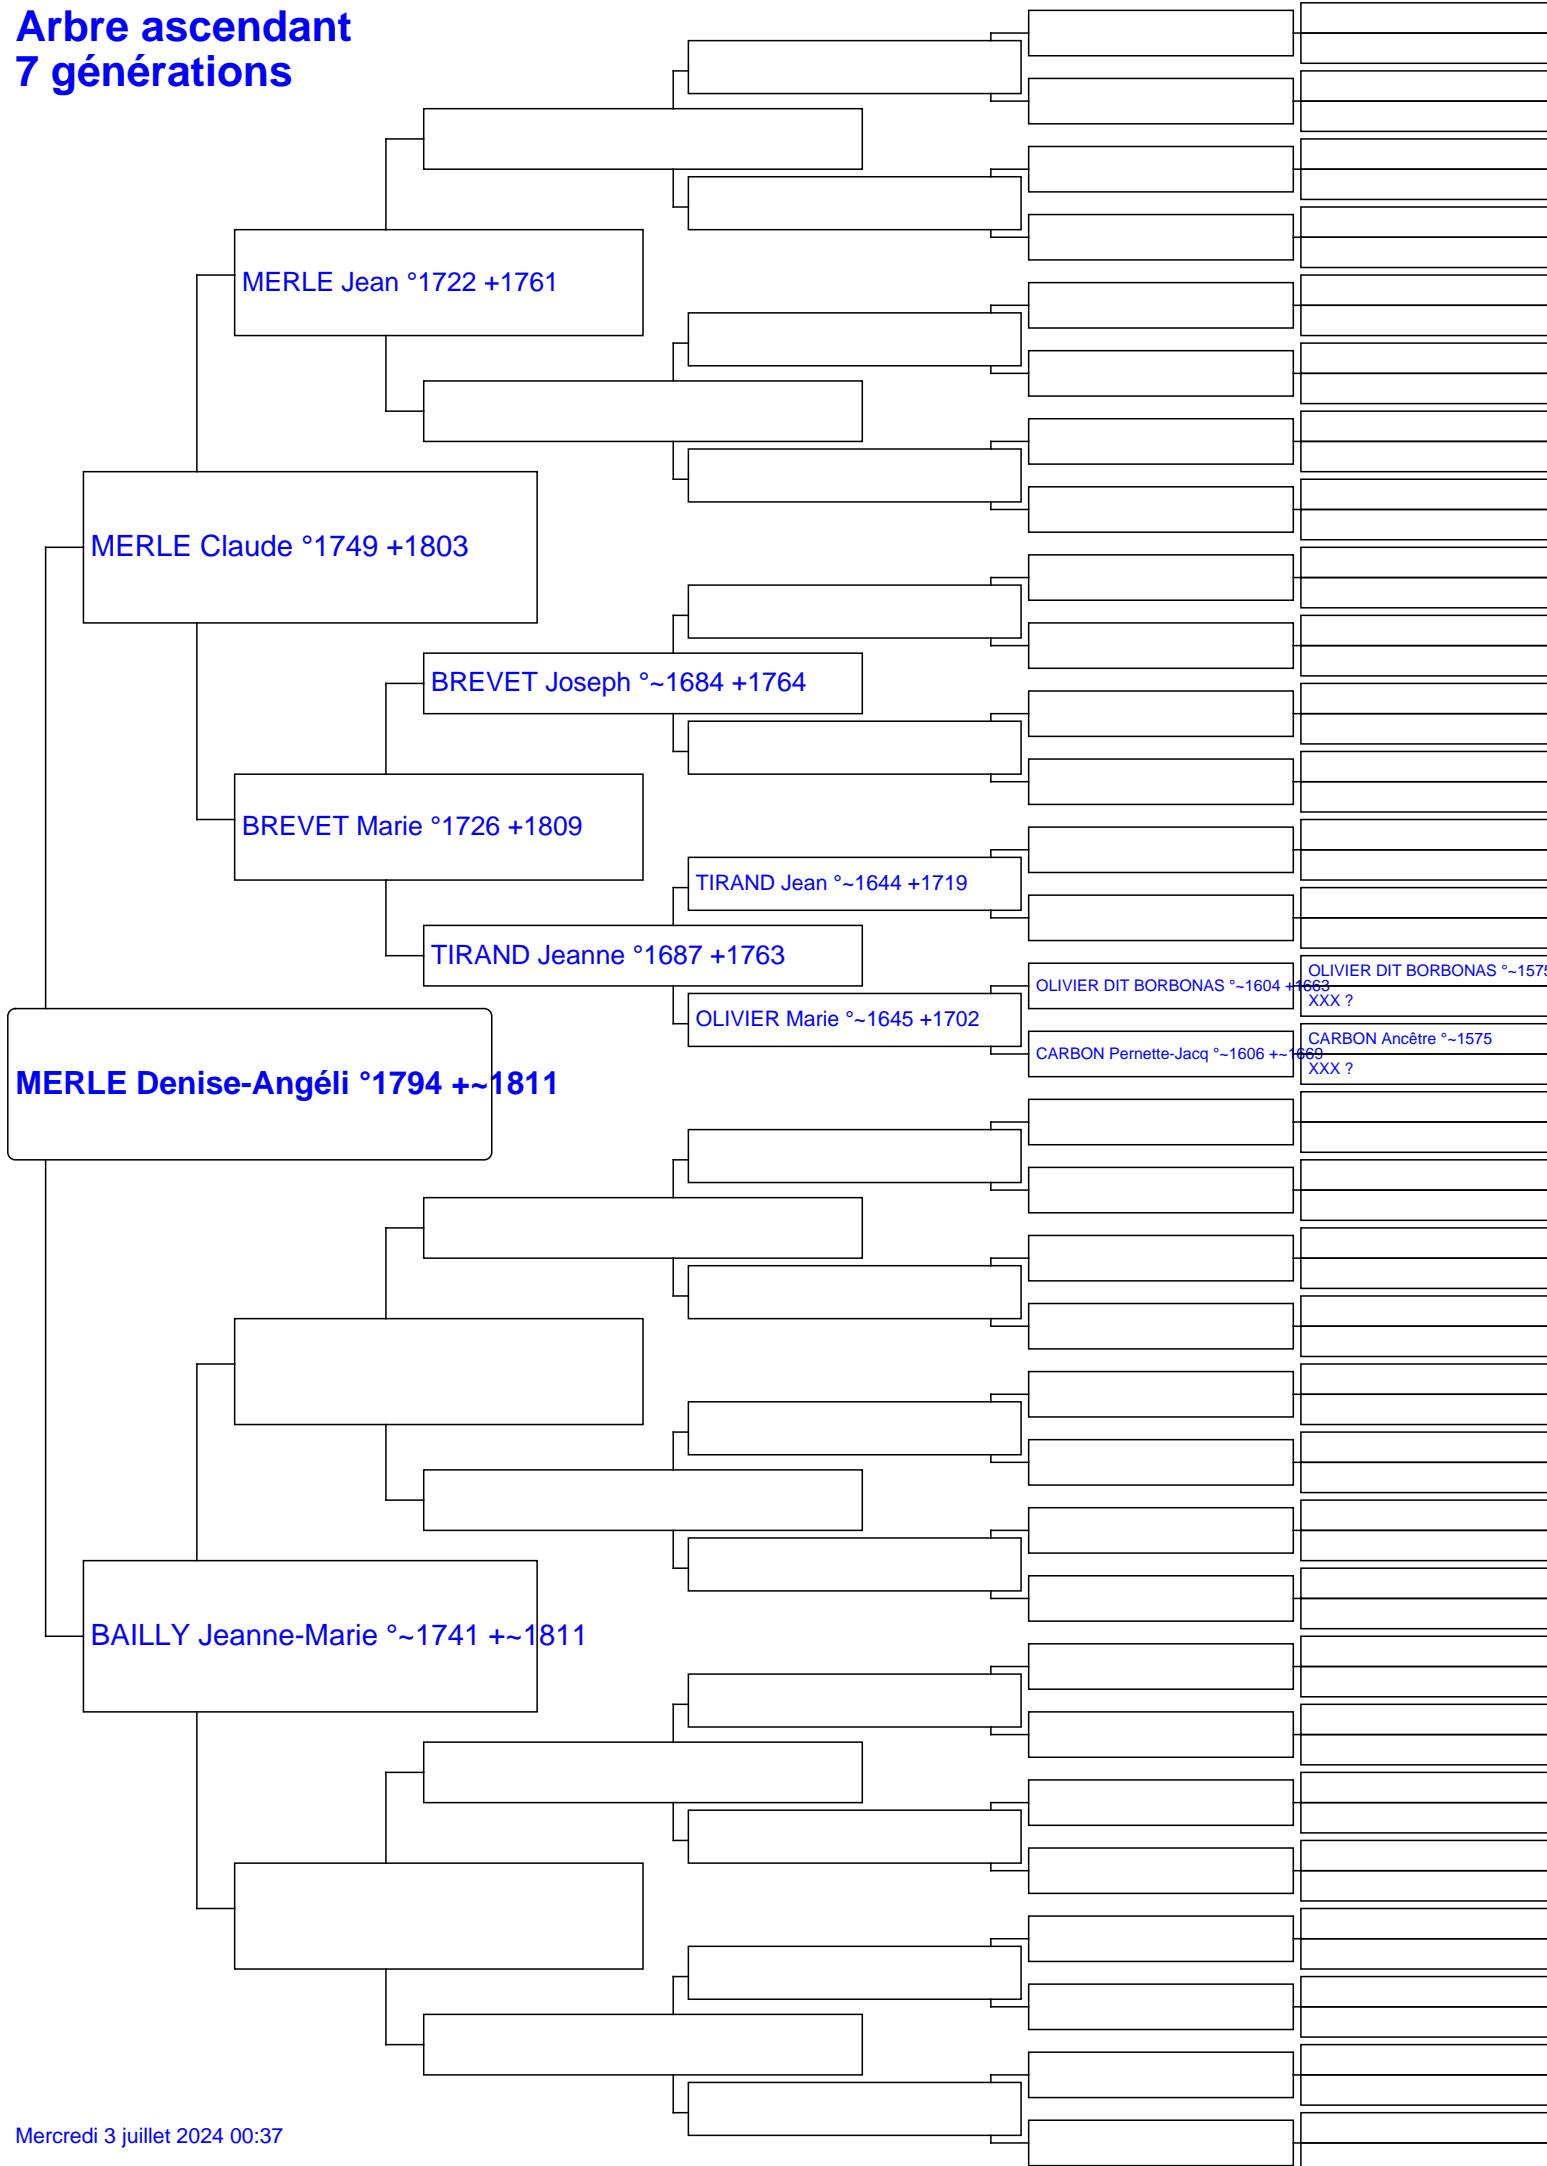 Arbre ascendant
7 générations
MERLE Jean °1722 +1761
MERLE Claude °1749 +1803
BREVET Joseph °~1684 +1764
BREVET Marie °1726 +1809
TIRAND Jean °~1644 +1719
TIRAND Jeanne °1687 +1763
OLIVIER DIT BORBONAS °~1575
OLIVIER DIT BORBONAS °~1604 +1663
XXX ?
OLIVIER Marie °~1645 +1702
CARBON Ancêtre °~1575
CARBON Pernette-Jacq °~1606 +~1669
XXX ?
MERLE Denise-Angéli °1794 +~1811
BAILLY Jeanne-Marie °~1741 +~1811
Mercredi 3 juillet 2024 00:37